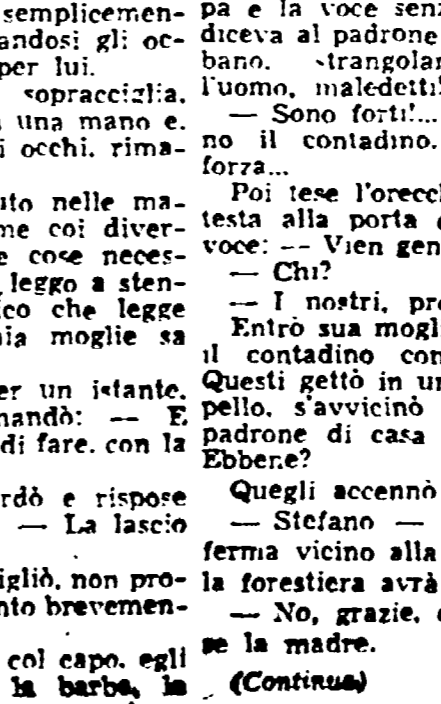 semplicemen-
andosi gli oc-
per lui.
sopracciglia.
una mano e.
i occhi. rima-
uto nelle ma-
me coi diver-
e cose neces-
leggo a sten-
co che legge
ia moglie sa
er un istante.
mandò: — E
di fare. con la
rdò e rispose
— La lascio
igliò, non pro-
nto brevemen-
col capo. egli
la barba, la
pa e la voce senz
diceva al padrone
bano. strangolar
l'uomo, maledetti!
— Sono forti!...
no il contadino.
forza...
Poi tese l'orecch
testa alla porta
voce: -- Vien gen
— Chi?
— I nostri, pro
Entrò sua mogli
il contadino con
Questi gettò in un
pello. s'avvicinò
padrone di casa
Ebbene?
Quegli accennò
— Stefano —
ferma vicino alla
la forestiera avrà
— No, grazie,
se la madre.
(Continua)